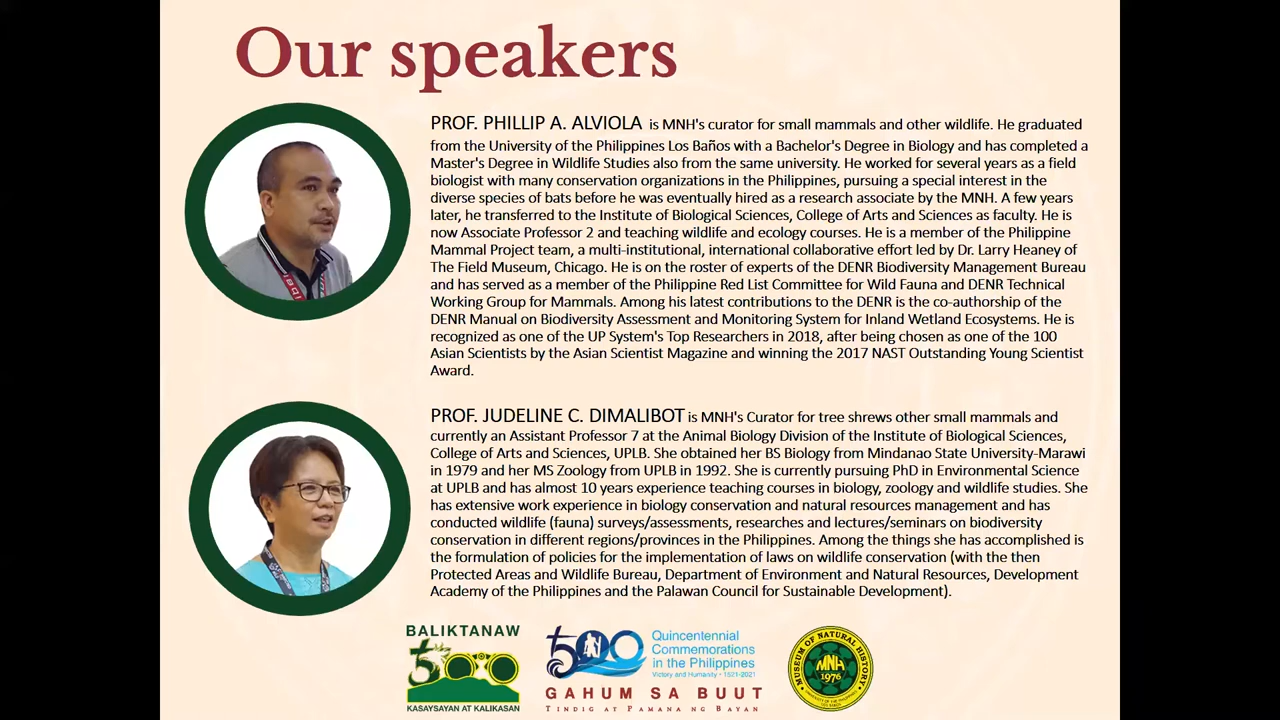 Our speakers
PROF. PHILLIP A. ALVIOLA is MNH's curator for small mammals and other wildlife. He graduated
from the University of the Philippines Los Baños with a Bachelor's Degree in Biology and has completed a
Master's Degree in Wildlife Studies also from the same university. He worked for several years as a field
biologist with many conservation organizations in the Philippines, pursuing a special interest in the
diverse species of bats before he was eventually hired as a research associate by the MNH. A few years
later, he transferred to the Institute of Biological Sciences, College of Arts and Sciences as faculty. He is
now Associate Professor 2 and teaching wildlife and ecology courses. He is a member of the Philippine
Mammal Project team, a multi-institutional, international collaborative effort led by Dr. Larry Heaney of
The Field Museum, Chicago. He is on the roster of experts of the DENR Biodiversity Management Bureau
and has served as a member of the Philippine Red List Committee for Wild Fauna and DENR Technical
Working Group for Mammals. Among his latest contributions to the DENR is the co-authorship of the
DENR Manual on Biodiversity Assessment and Monitoring System for Inland Wetland Ecosystems. He is
recognized as one of the UP System's Top Researchers in 2018, after being chosen as one of the 100
Asian Scientists by the Asian Scientist Magazine and winning the 2017 NAST Outstanding Young Scientist
Award.
PROF. JUDELINE C. DIMALIBOT is MNH's Curator for tree shrews other small mammals and
currently an Assistant Professor 7 at the Animal Biology Division of the Institute of Biological Sciences,
College of Arts and Sciences, UPLB. She obtained her BS Biology from Mindanao State University-Marawi
in 1979 and her MS Zoology from UPLB in 1992. She is currently pursuing PhD in Environmental Science
at UPLB and has almost 10 years experience teaching courses in biology, zoology and wildlife studies. She
has extensive work experience in biology conservation and natural resources management and has
conducted wildlife (fauna) surveys/assessments, researches and lectures/seminars on biodiversity
conservation in different regions/provinces in the Philippines. Among the things she has accomplished is
the formulation of policies for the implementation of laws on wildlife conservation (with the then
Protected Areas and Wildlife Bureau, Department of Environment and Natural Resources, Development
Academy of the Philippines and the Palawan Council for Sustainable Development).
BALIKTANAW
500
KASAYSAYAN AT KALIKASAN
500
Quincentennial
Commemorations
in the Philippines
Victory and Humanity • 1521-2021
GAHUM SA BUUT
TINDIG AT PAMANA NG BAYAN
MUSEUM OF NATURAL HISTORY
MNH
1976